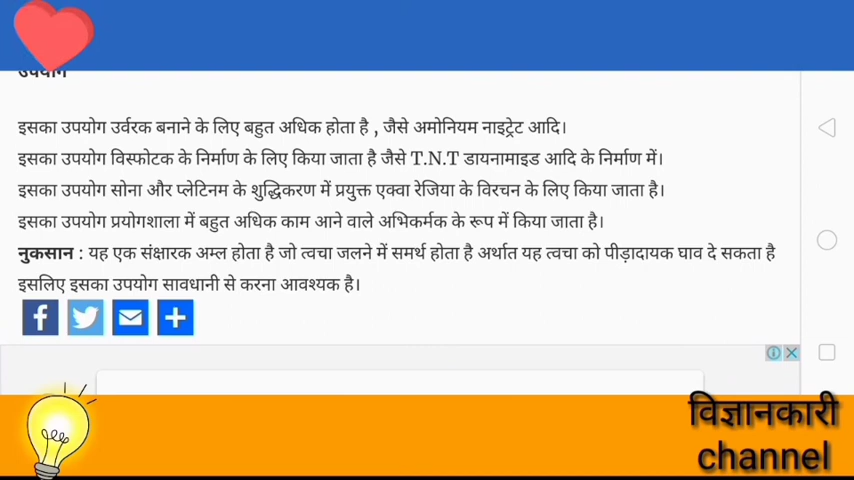 उपयोग
इसका उपयोग उर्वरक बनाने के लिए बहुत अधिक होता है , जैसे अमोनियम नाइट्रेट आदि।
इसका उपयोग विस्फोटक के निर्माण के लिए किया जाता है जैसे T.N.T डायनामाइड आदि के निर्माण में।
इसका उपयोग सोना और प्लेटिनम के शुद्धिकरण में प्रयुक्त एक्वा रेजिया के विरचन के लिए किया जाता है।
इसका उपयोग प्रयोगशाला में बहुत अधिक काम आने वाले अभिकर्मक के रूप में किया जाता है।
नुकसान : यह एक संक्षारक अम्ल होता है जो त्वचा जलने में समर्थ होता है अर्थात यह त्वचा को पीड़ादायक घाव दे सकता है
इसलिए इसका उपयोग सावधानी से करना आवश्यक है।
विज्ञानकारी
channel